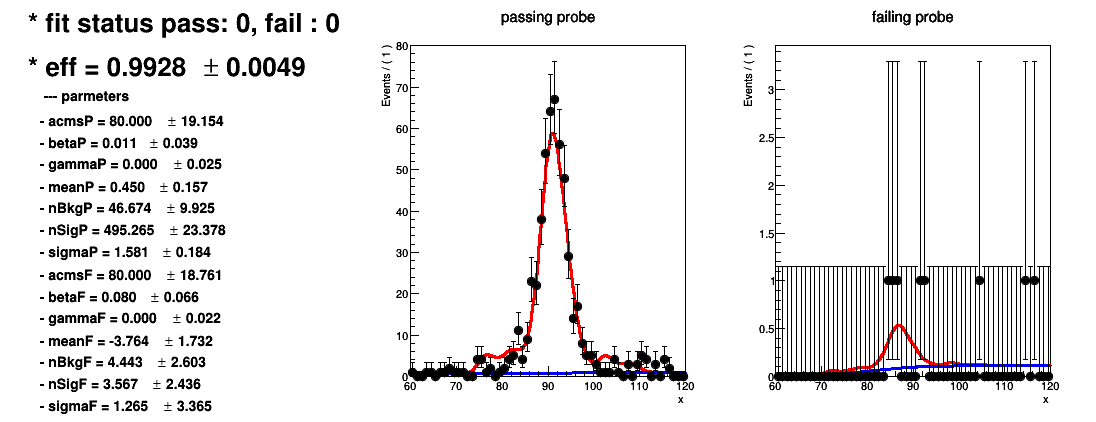 * fit status pass: 0, fail : 0
* eff = 0.9928 ± 0.0049
--- parmeters
- acmsP = 80.000 ± 19.154
- betaP = 0.011 ± 0.039
- gammaP = 0.000 ± 0.025
- meanP = 0.450 ± 0.157
- nBkgP = 46.674 ± 9.925
- nSigP = 495.265 ± 23.378
- sigmaP = 1.581 ± 0.184
- acmsF = 80.000 ± 18.761
- betaF = 0.080 ± 0.066
- gammaF = 0.000 ± 0.022
- meanF = -3.764 ± 1.732
- nBkgF = 4.443 ± 2.603
- nSigF = 3.567 ± 2.436
- sigmaF = 1.265 ± 3.365
passing probe
Events / ( 1 )
80
70
60
50
40
30
20
10
0
60 70 80 90 100 110 120
x
failing probe
Events / ( 1 )
3
2.5
2
1.5
1
0.5
0
60 70 80 90 100 110 120
x